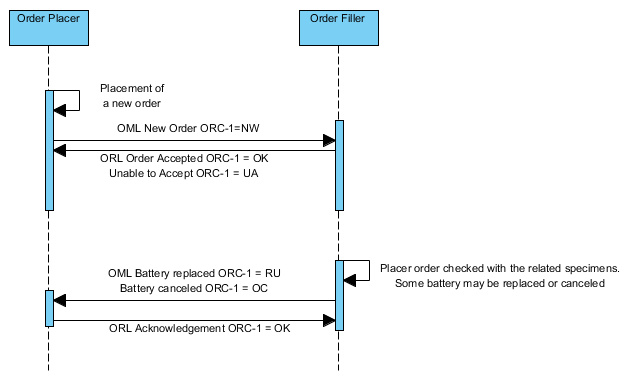 Order Placer
Order Filler
Placement of
a new order
OML New Order ORC-1=NW
ORL Order Accepted ORC-1 = OK
Unable to Accept ORC-1 = UA
Placer order checked with the related specimens.
Some battery may be replaced or canceled
OML Battery replaced ORC-1 = RU
Battery canceled ORC-1 = OC
ORL Acknowledgement ORC-1 = OK